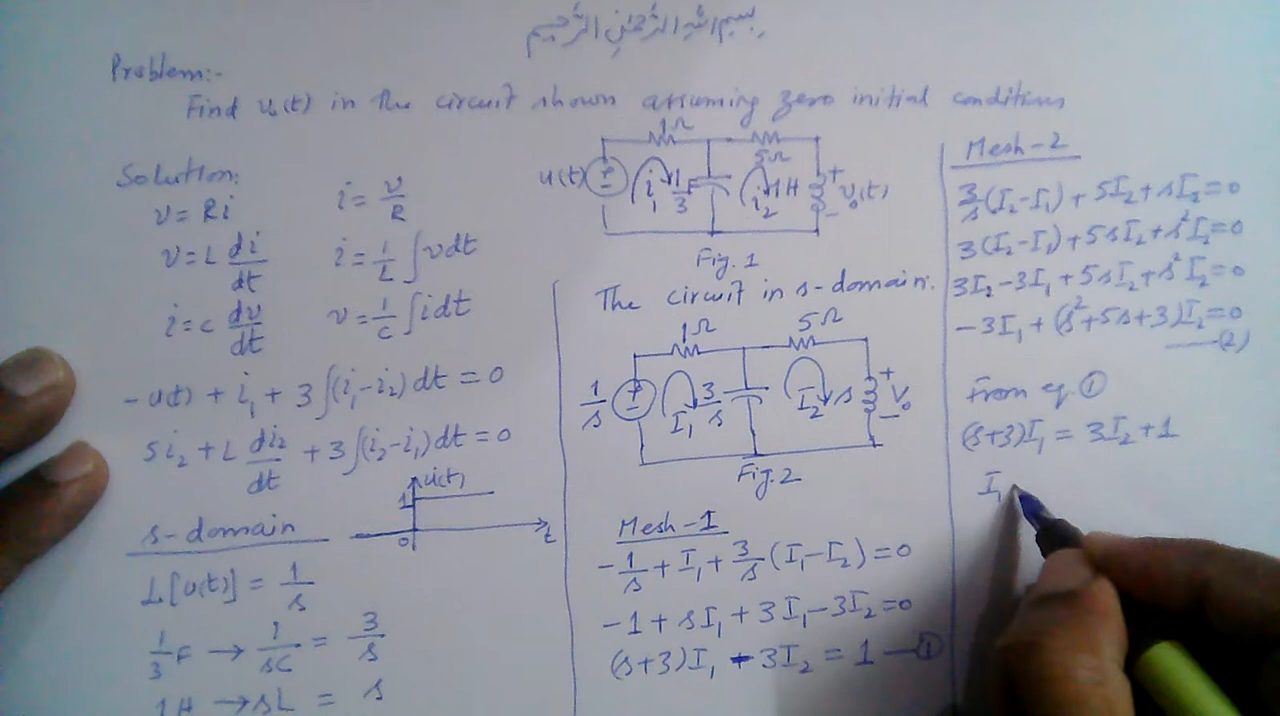 بِسْمِ اللهِ الرَّحْمٰنِ الرَّحِيْم
Problem:-
Find v₀(t) in the circuit shown assuming zero initial conditions
Solution:
v = Ri
i = v/R
v = L di/dt
i = 1/L ∫vdt
i = c dv/dt
v = 1/c ∫idt
-u(t) + i₁ + 3∫(i₁-i₂)dt = 0
5i₂ + L di₂/dt + 3∫(i₂-i₁)dt = 0
u(t)
1
0
t
s-domain
L[u(t)] = 1/s
1/3 F → 1/sC = 3/s
1H → sL = s
1Ω
5Ω
u(t)
+
-
i₁
1/3 F
i₂
1H
+
v₀(t)
-
Fig. 1
The circuit in s-domain:
1Ω
5Ω
1/s
+
-
I₁
3/s
I₂
s
+
V₀
-
Fig. 2
Mesh-I
-1/s + I₁ + 3/s (I₁-I₂) = 0
-1 + sI₁ + 3I₁ - 3I₂ = 0
(s+3)I₁ - 3I₂ = 1 —①
Mesh-2
3/s (I₂-I₁) + 5I₂ + sI₂ = 0
3(I₂-I₁) + 5sI₂ + s²I₂ = 0
3I₂ - 3I₁ + 5sI₂ + s²I₂ = 0
-3I₁ + (s²+5s+3)I₂ = 0
—(2)
From eq. ①
(s+3)I₁ = 3I₂ + 1
I₁